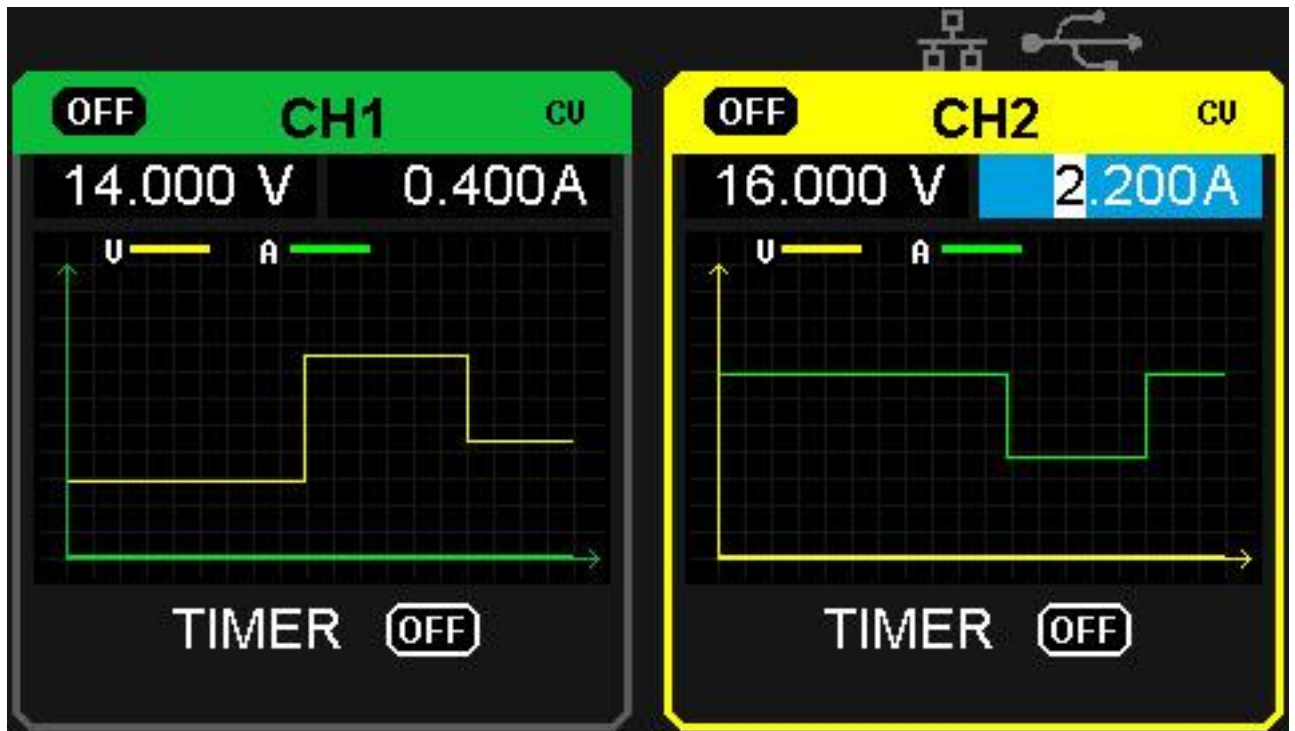 OFF CH1 CV
14.000 V 0.400A
V A
TIMER OFF
OFF CH2 CV
16.000 V 2.200A
V A
TIMER OFF